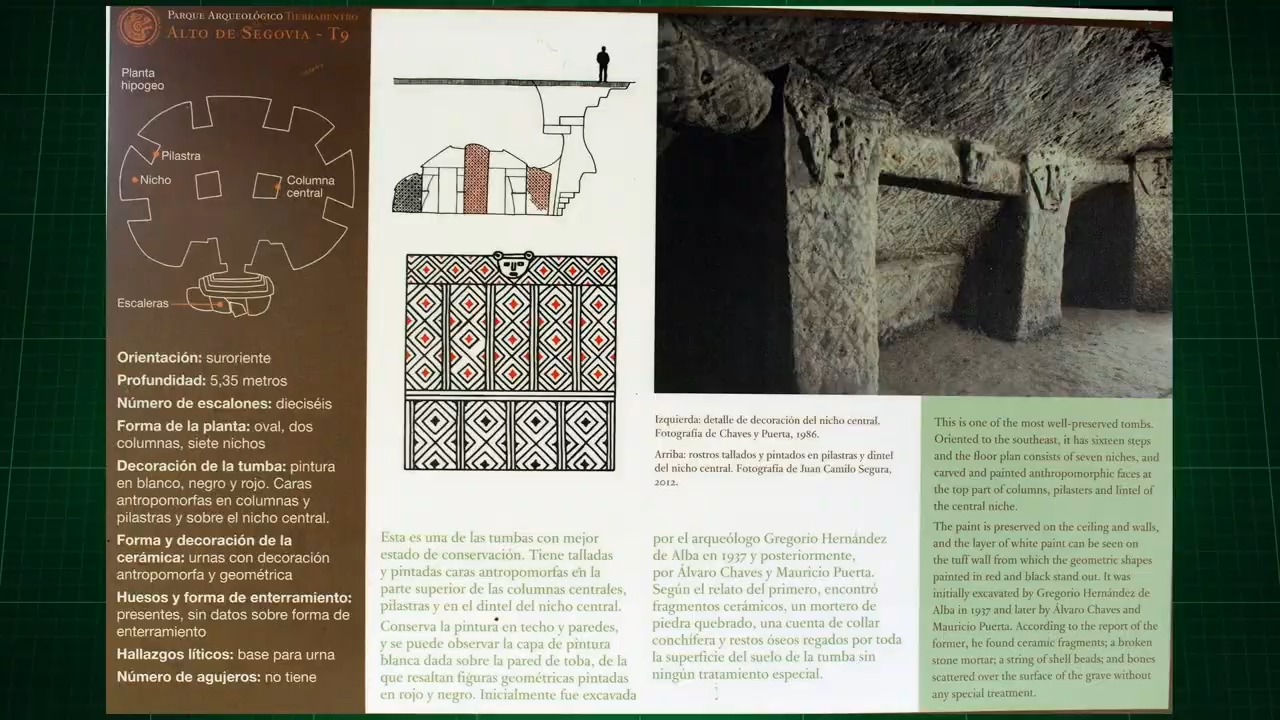 PARQUE ARQUEOLÓGICO TIERRADENTRO
ALTO DE SEGOVIA - T9
Planta
hipogeo
Pilastra
Nicho
Columna
central
Escaleras
Orientación: suroriente
Profundidad: 5,35 metros
Número de escalones: dieciséis
Forma de la planta: oval, dos
columnas, siete nichos
Decoración de la tumba: pintura
en blanco, negro y rojo. Caras
antropomorfas en columnas y
pilastras y sobre el nicho central.
Forma y decoración de la
cerámica: urnas con decoración
antropomorfa y geométrica
Huesos y forma de enterramiento:
presentes, sin datos sobre forma de
enterramiento
Hallazgos líticos: base para urna
Número de agujeros: no tiene
Esta es una de las tumbas con mejor
estado de conservación. Tiene talladas
y pintadas caras antropomorfas en la
parte superior de las columnas centrales,
pilastras y en el dintel del nicho central.
Conserva la pintura en techo y paredes,
y se puede observar la capa de pintura
blanca dada sobre la pared de toba, de la
que resaltan figuras geométricas pintadas
en rojo y negro. Inicialmente fue excavada
por el arqueólogo Gregorio Hernández
de Alba en 1937 y posteriormente,
por Álvaro Chaves y Mauricio Puerta.
Según el relato del primero, encontró
fragmentos cerámicos, un mortero de
piedra quebrado, una cuenta de collar
conchífera y restos óseos regados por toda
la superficie del suelo de la tumba sin
ningún tratamiento especial.
Izquierda: detalle de decoración del nicho central.
Fotografía de Chaves y Puerta, 1986.
Arriba: rostros tallados y pintados en pilastras y dintel
del nicho central. Fotografía de Juan Camilo Segura,
2012.
This is one of the most well-preserved tombs.
Oriented to the southeast, it has sixteen steps
and the floor plan consists of seven niches, and
carved and painted anthropomorphic faces at
the top part of columns, pilasters and lintel of
the central niche.
The paint is preserved on the ceiling and walls,
and the layer of white paint can be seen on
the tuff wall from which the geometric shapes
painted in red and black stand out. It was
initially excavated by Gregorio Hernández de
Alba in 1937 and later by Álvaro Chaves and
Mauricio Puerta. According to the report of the
former, he found ceramic fragments; a broken
stone mortar; a string of shell beads; and bones
scattered over the surface of the grave without
any special treatment.